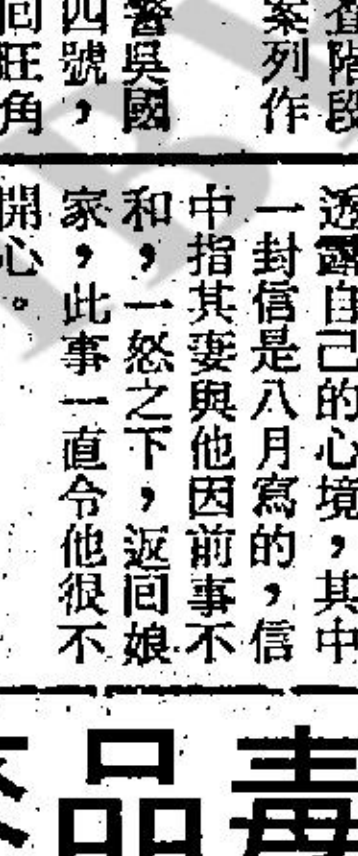 查階段
案列作
警吳國
四號，
回旺角
透露自己的心境，其中
一封信是八月寫的，信
中指其妻與他因前事不
和，一怒之下，返回娘
家，此事一直令他很不
開心。
毒品